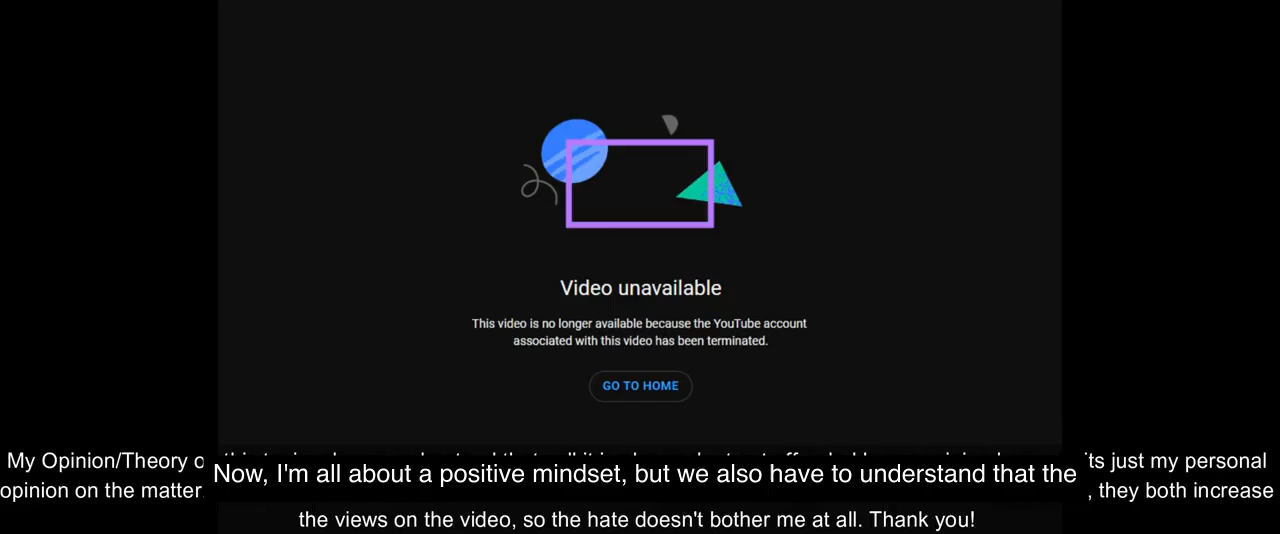 Video unavailable
This video is no longer available because the YouTube account
associated with this video has been terminated.
GO TO HOME
My Opinion/Theory its just my personal
Now, I'm all about a positive mindset, but we also have to understand that the
opinion on the matter , they both increase
the views on the video, so the hate doesn't bother me at all. Thank you!